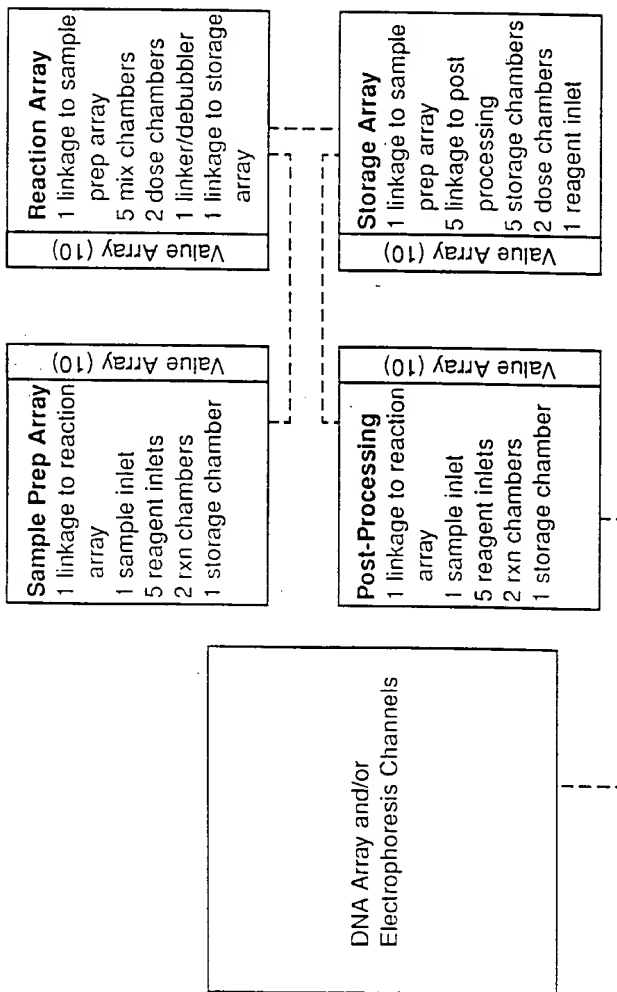 Sample Prep Array
1 linkage to reaction
array
1 sample inlet
5 reagent inlets
2 rxn chambers
1 storage chamber
Value Array (10)
Value Array (10)
Reaction Array
1 linkage to sample
prep array
5 mix chambers
2 dose chambers
1 linker/debubbler
1 linkage to storage
array
DNA Array and/or
Electrophoresis Channels
Post-Processing
1 linkage to reaction
array
1 sample inlet
5 reagent inlets
2 rxn chambers
1 storage chamber
Value Array (10)
Value Array (10)
Storage Array
1 linkage to sample
prep array
5 linkage to post
processing
5 storage chambers
2 dose chambers
1 reagent inlet